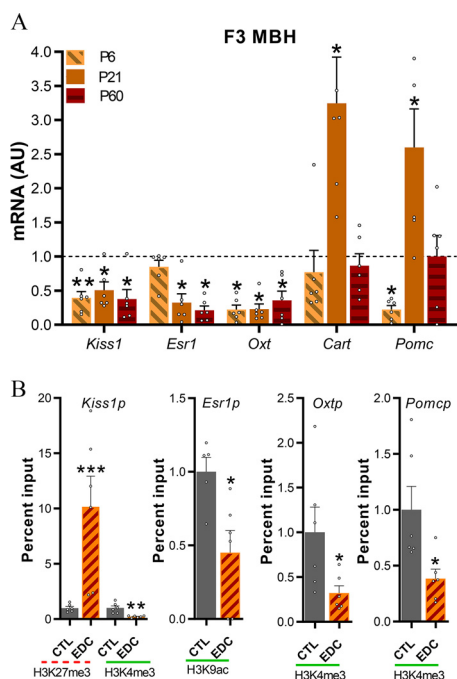 A
F3 MBH
P6
P21
P60
mRNA (AU)
4.0
3.5
3.0
2.5
2.0
1.5
1.0
0.5
0.0
** * * * * * * * * * *
Kiss1 Esr1 Oxt Cart Pomc
B
Kiss1p Esr1p Oxtp Pomcp
Percent input Percent input Percent input Percent input
20
15
10
5
0
1.5
1.0
0.5
0.0
2.5
2.0
1.5
1.0
0.5
0.0
2.0
1.5
1.0
0.5
0.0
*** ** * * *
CTL EDC CTL EDC CTL EDC CTL EDC CTL EDC
H3K27me3 H3K4me3 H3K9ac H3K4me3 H3K4me3